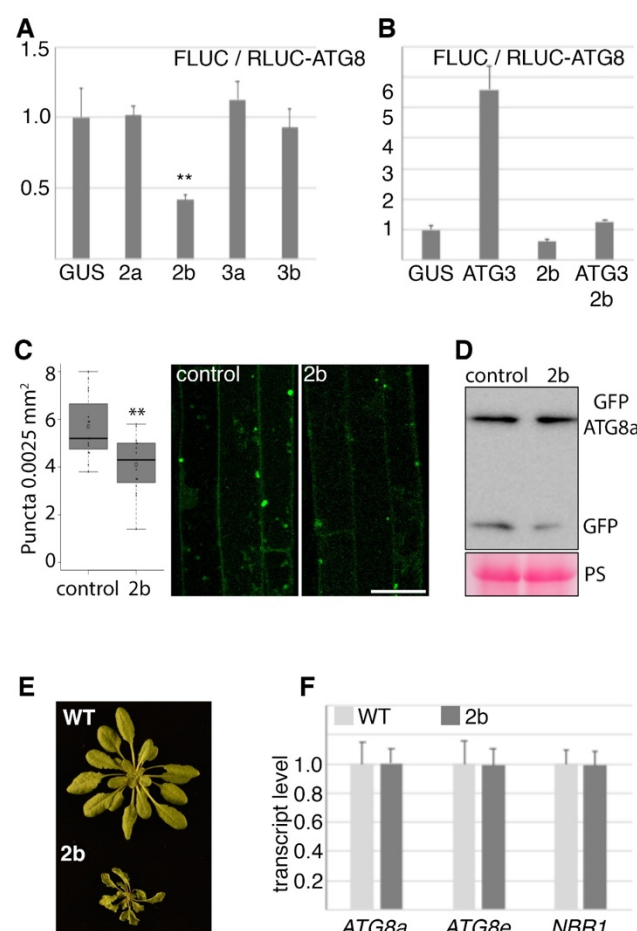 A
FLUC / RLUC-ATG8
1.5
1.0
0.5
**
GUS 2a 2b 3a 3b
B
FLUC / RLUC-ATG8
6
5
4
3
2
1
GUS ATG3 2b ATG3
2b
C
Puncta 0.0025 mm²
8
6
4
2
0
**
control 2b
control
2b
D
control 2b
GFP
ATG8a
GFP
PS
E
WT
2b
F
WT 2b
transcript level
1.0
0.8
0.6
0.4
0.2
ATG8a ATG8e NBR1